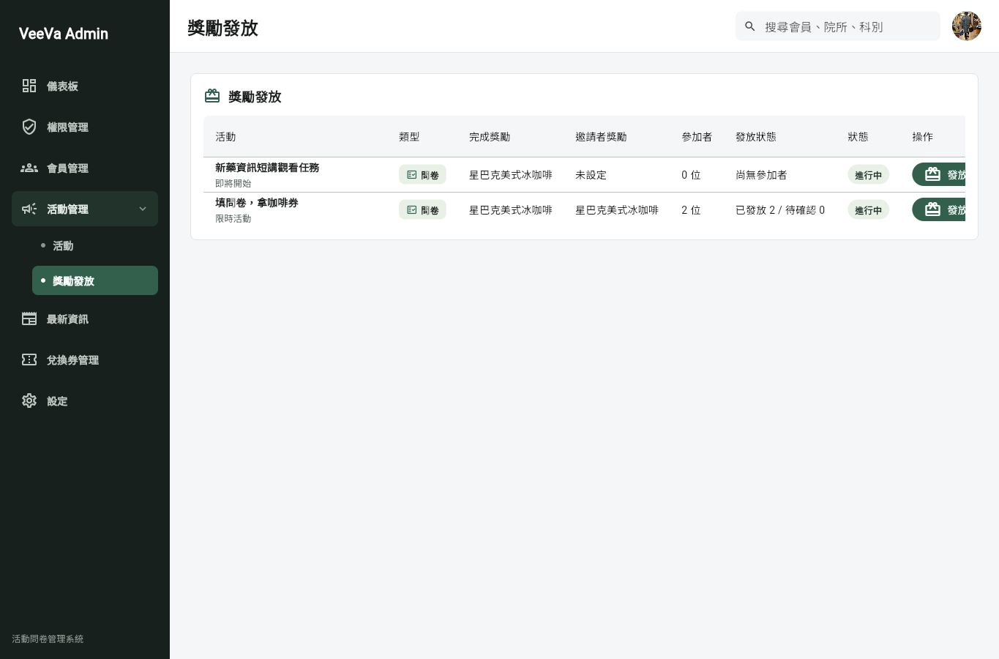 VeeVa Admin
儀表板
權限管理
會員管理
活動管理
活動
獎勵發放
最新資訊
兌換券管理
設定
活動問卷管理系統
獎勵發放
搜尋會員、院所、科別
獎勵發放
活動 類型 完成獎勵 邀請者獎勵 參加者 發放狀態 狀態 操作
新藥資訊短講觀看任務
即將開始
問卷 星巴克美式冰咖啡 未設定 0 位 尚無參加者 進行中 發放
填問卷，拿咖啡券
限時活動
問卷 星巴克美式冰咖啡 星巴克美式冰咖啡 2 位 已發放 2 / 待確認 0 進行中 發放